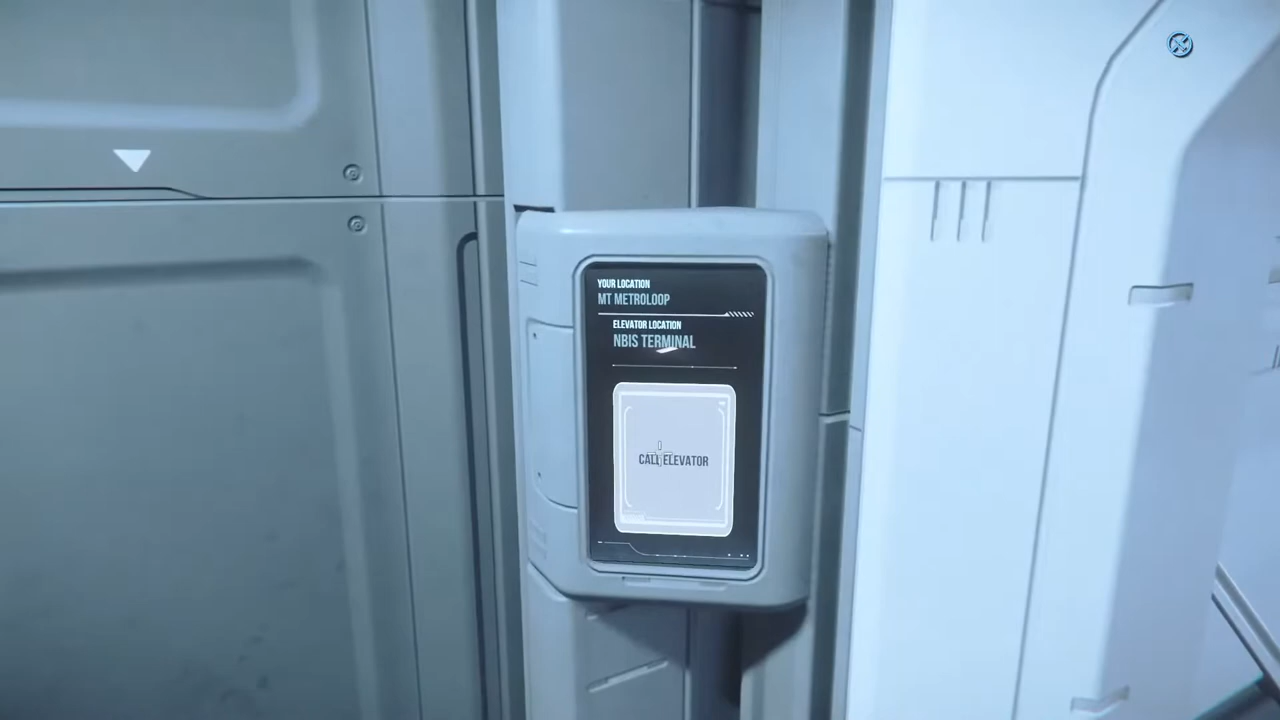 YOUR LOCATION
MT METROLOOP
ELEVATOR LOCATION
NBIS TERMINAL
CALL ELEVATOR